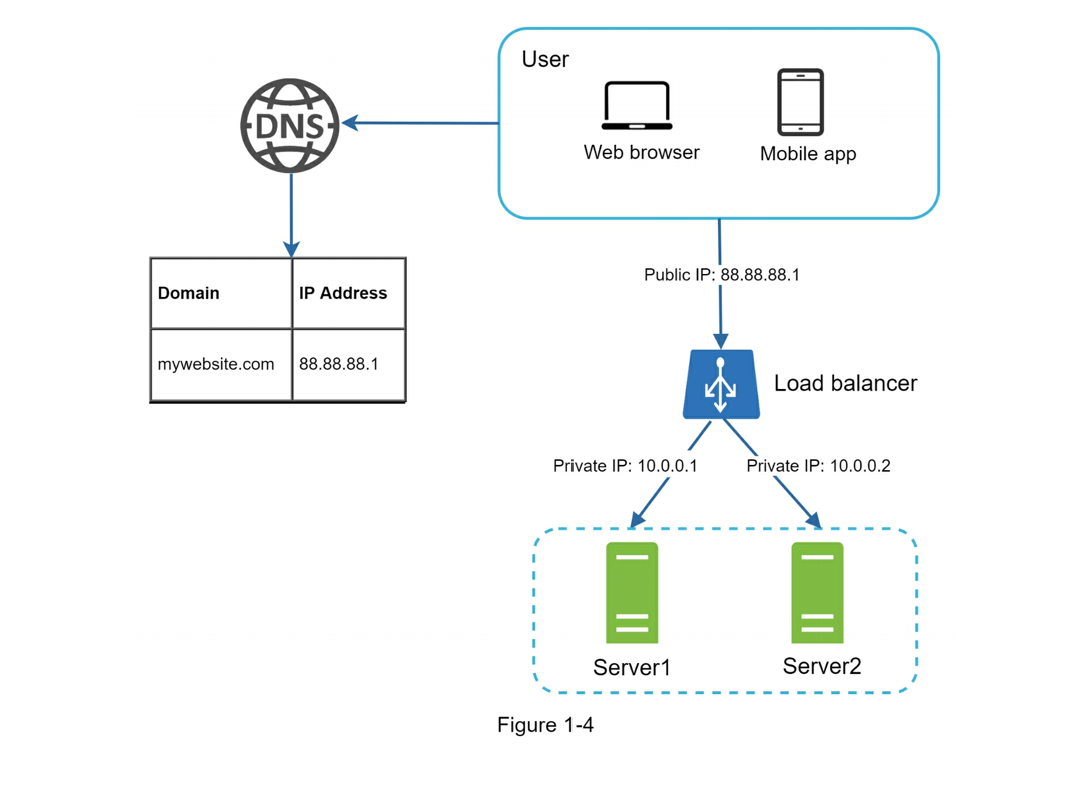 User
DNS
Web browser
Mobile app
Public IP: 88.88.88.1
Domain
IP Address
mywebsite.com
88.88.88.1
Load balancer
Private IP: 10.0.0.1
Private IP: 10.0.0.2
Server1
Server2
Figure 1-4